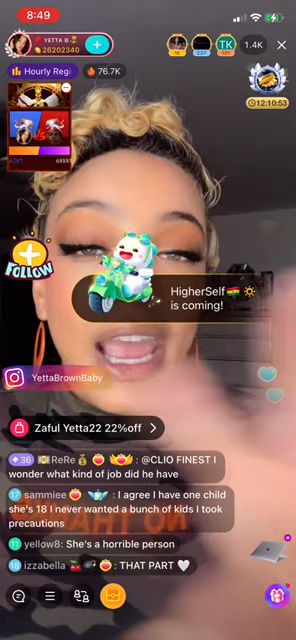 8:49
YETTA B
26202340
1K
237
101
TK
1.4K
Hourly Regi
76.7K
12:10:53
6887
FOLLOW
HigherSelf
is coming!
YettaBrownBaby
Zaful Yetta22 22%off
36 ReRe : @CLIO FINEST I
wonder what kind of job did he have
17 sammiee : I agree I have one child
she's 18 I never wanted a bunch of kids I took
precautions
11 yellow8: She's a horrible person
18 izzabella : THAT PART